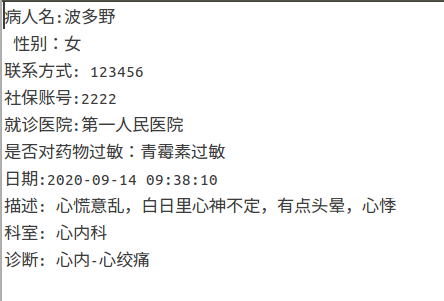 病人名:波多野
性别：女
联系方式: 123456
社保账号:2222
就诊医院:第一人民医院
是否对药物过敏：青霉素过敏
日期:2020-09-14 09:38:10
描述: 心慌意乱，白日里心神不定，有点头晕，心悸
科室: 心内科
诊断: 心内-心绞痛